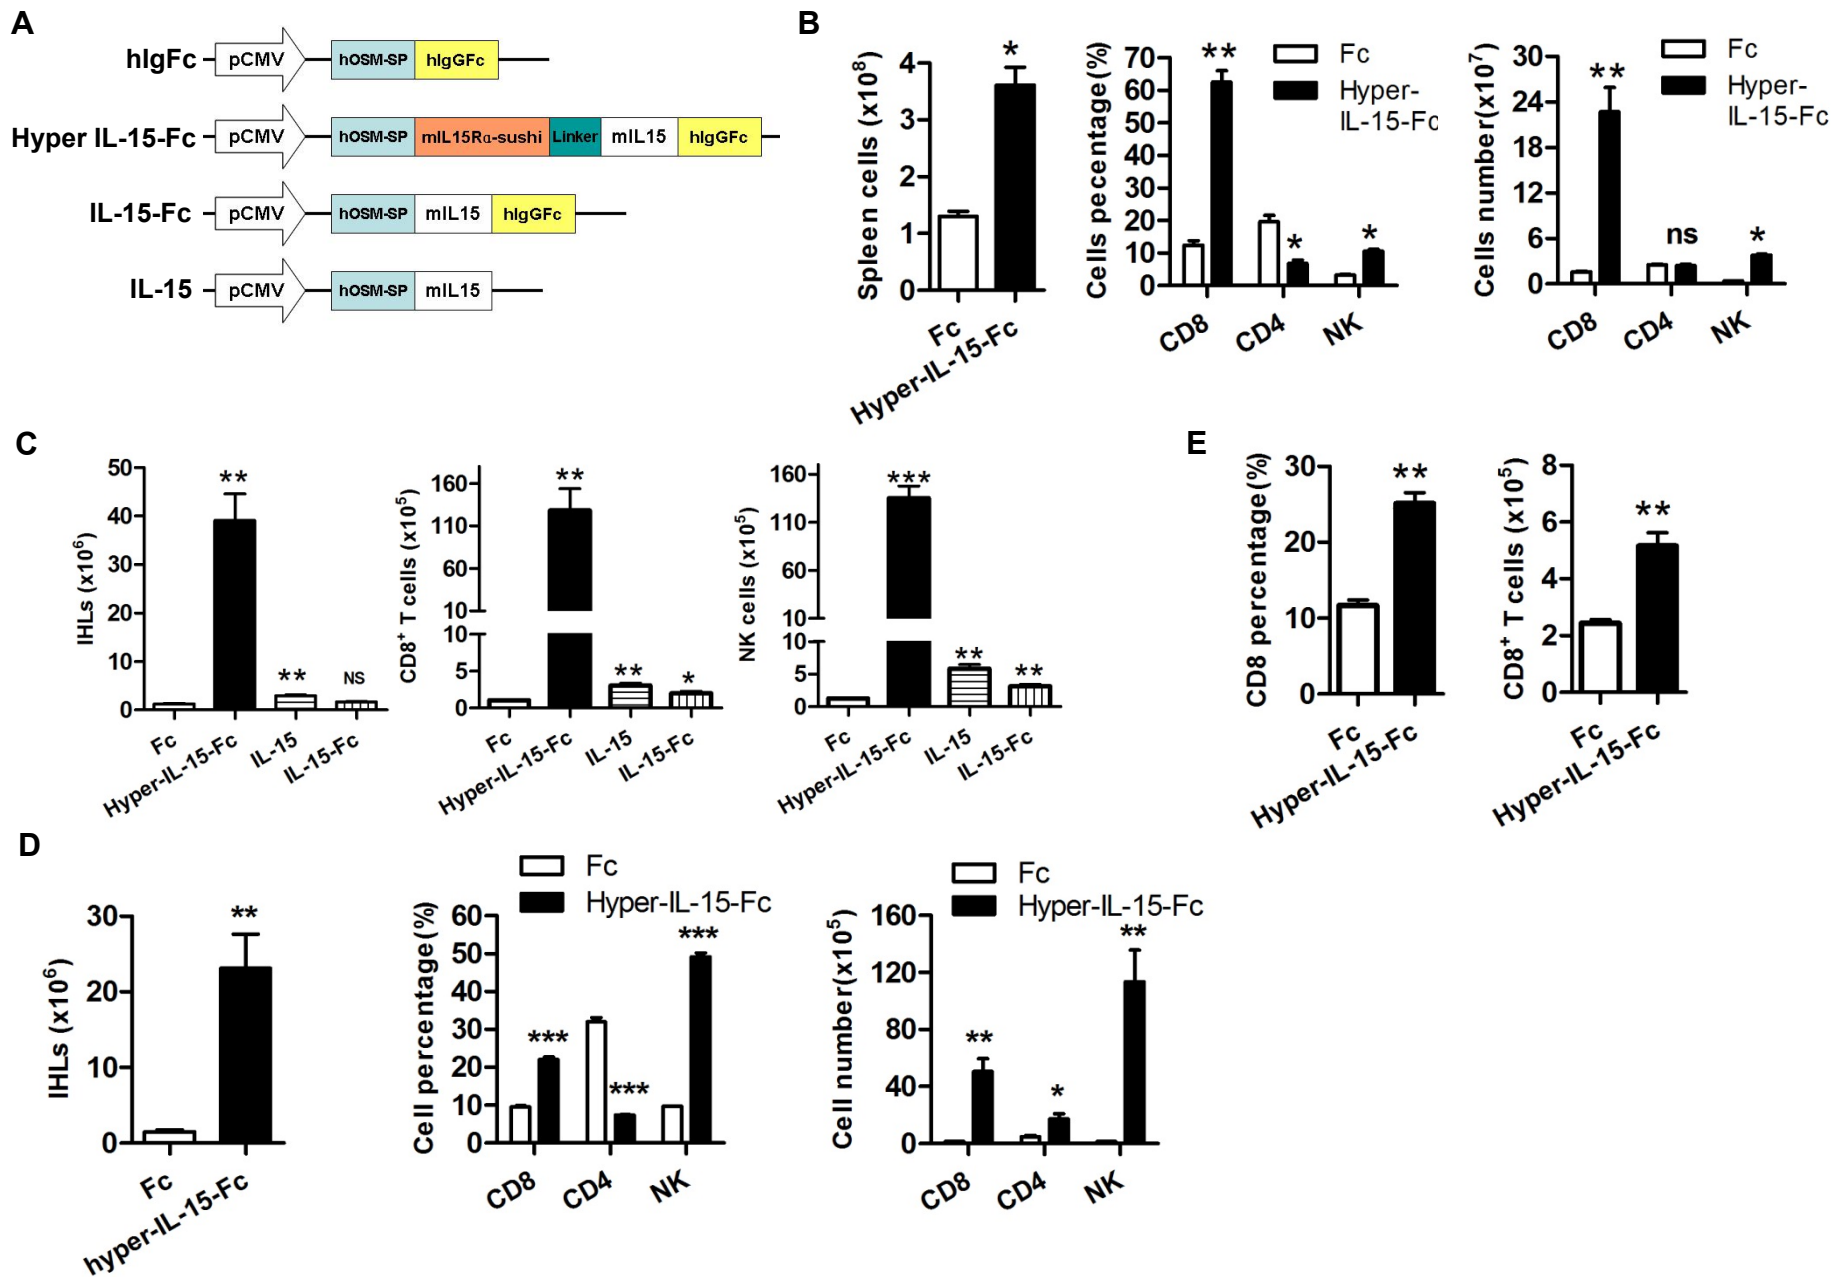 A
hIgFc
pCMV
hOSM-SP
hIgGFc
Hyper IL-15-Fc
pCMV
hOSM-SP
mIL15Rα-sushi
Linker
mIL15
hIgGFc
IL-15-Fc
pCMV
hOSM-SP
mIL15
hIgGFc
IL-15
pCMV
hOSM-SP
mIL15
B
Spleen cells (x10⁸)
4
3
2
1
0
*
Fc
Hyper-IL-15-Fc
Cells pecentage(%)
70
60
50
40
30
20
10
0
**
*
*
Fc
Hyper-
IL-15-Fc
CD8
CD4
NK
Cells number(x10⁷)
30
24
18
12
6
0
**
ns
*
Fc
Hyper-
IL-15-Fc
CD8
CD4
NK
C
IHLs (x10⁶)
50
40
30
20
10
0
**
**
NS
Fc
Hyper-IL-15-Fc
IL-15
IL-15-Fc
CD8⁺ T cells (x10⁵)
160
110
60
10
10
5
0
**
**
*
Fc
Hyper-IL-15-Fc
IL-15
IL-15-Fc
NK cells (x10⁵)
160
110
60
10
10
5
0
***
**
**
Fc
Hyper-IL-15-Fc
IL-15
IL-15-Fc
E
CD8 percentage(%)
30
20
10
0
**
Fc
Hyper-IL-15-Fc
CD8⁺ T cells (x10⁵)
8
6
4
2
0
**
Fc
Hyper-IL-15-Fc
D
IHLs (x10⁶)
30
20
10
0
**
Fc
hyper-IL-15-Fc
Fc
Hyper-IL-15-Fc
Cell percentage(%)
60
50
40
30
20
10
0
***
***
***
CD8
CD4
NK
Fc
Hyper-IL-15-Fc
Cell number(x10⁵)
160
120
80
40
0
**
*
**
CD8
CD4
NK